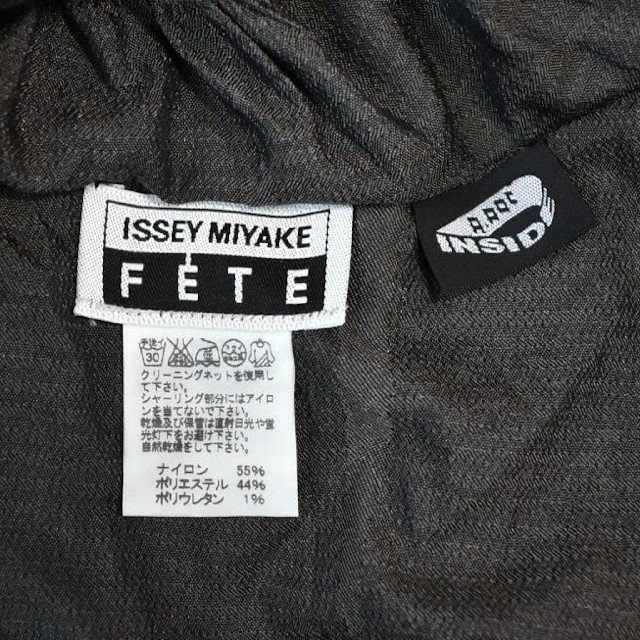 ISSEY MIYAKE
FÊTE
A.POC
INSIDE
手洗イ
30
クリーニングネットを使用し
て下さい。
シャーリング部分にはアイロ
ンを当てないで下さい。
乾燥及び保管は直射日光や蛍
光灯下をお避け下さい。
自然乾燥をして下さい。
ナイロン 55%
ポリエステル 44%
ポリウレタン 1%